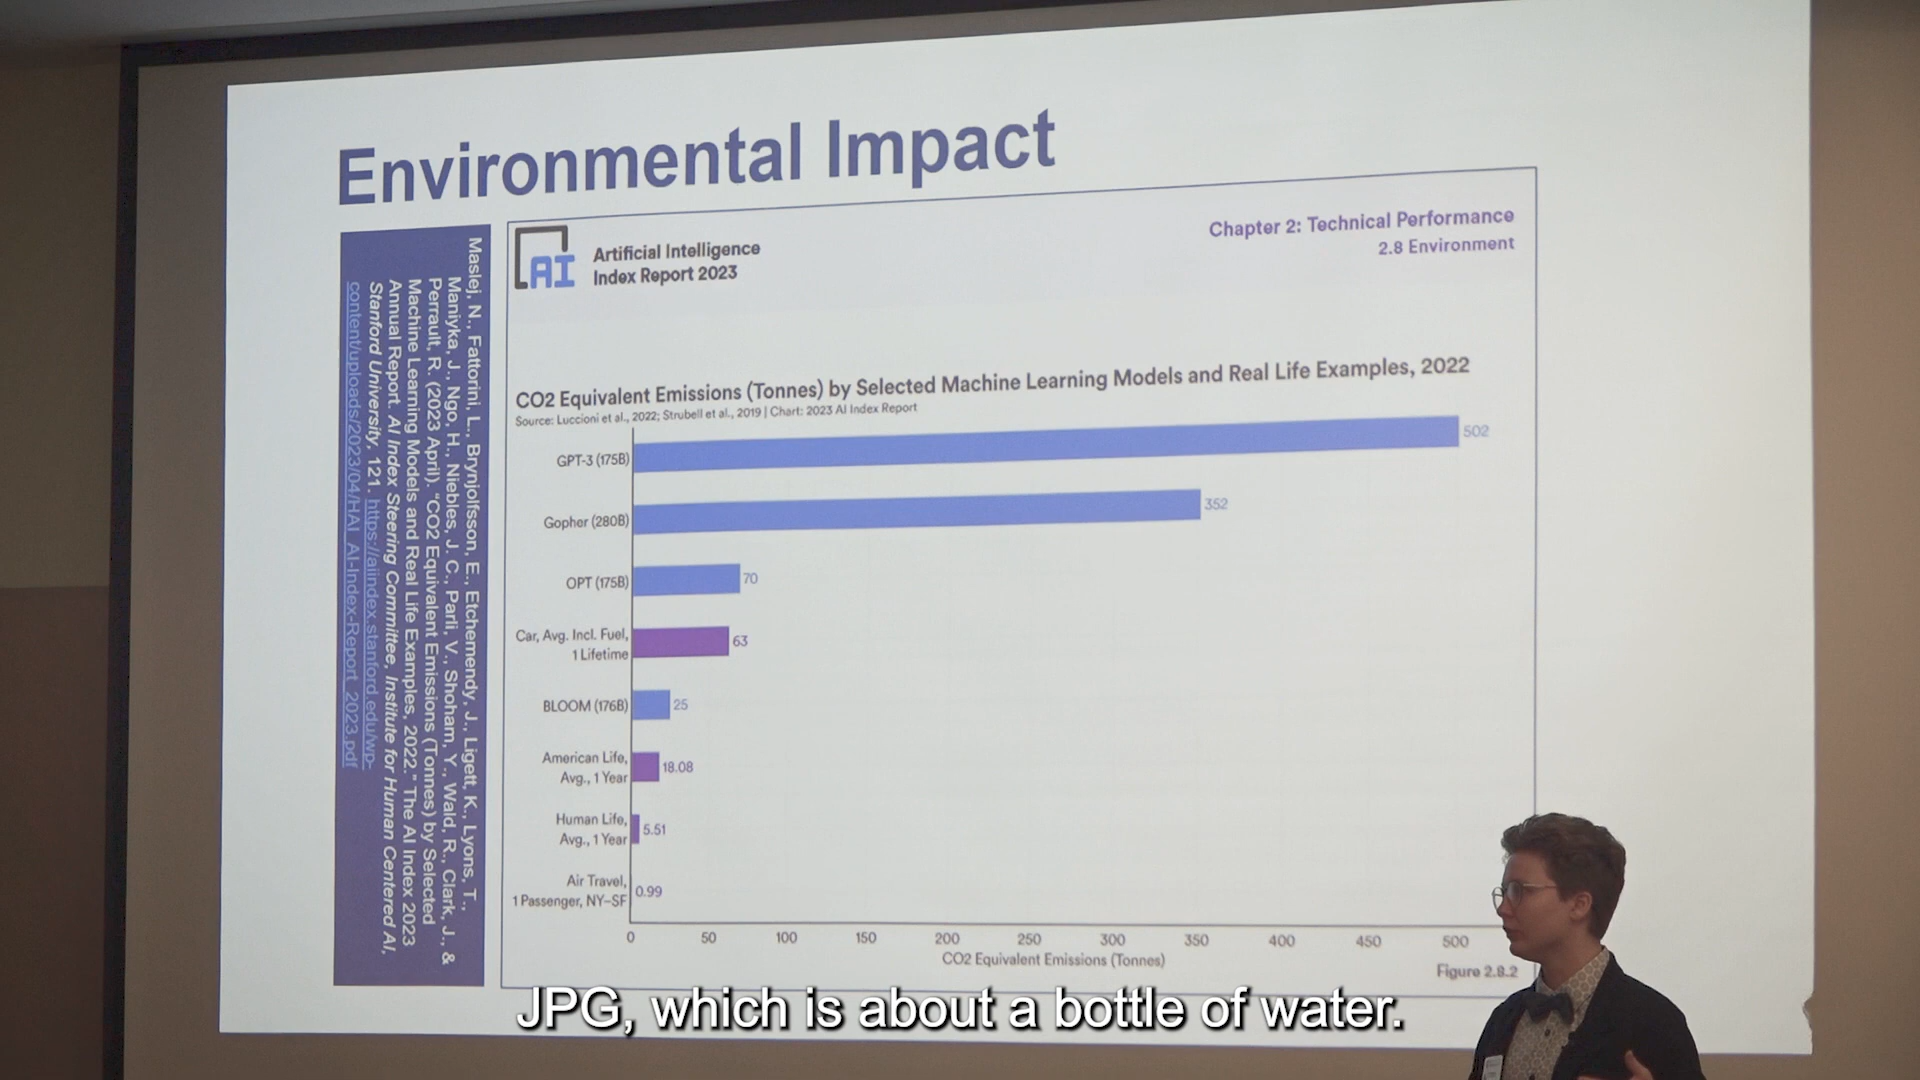 Environmental Impact
Maslej, N., Fattorini, L., Brynjolfsson, E., Etchemendy, J., Ligett, K., Lyons, T.,
Maniyka, J., Ngo, H., Niebles, J. C., Parli, V., Shoham, Y., Wald, R., Clark, J., &
Perrault, R. (2023 April). "CO2 Equivalent Emissions (Tonnes) by Selected
Machine Learning Models and Real Life Examples, 2022." The AI Index 2023
Annual Report. AI Index Steering Committee, Institute for Human Centered AI,
Stanford University, 121. https://aiindex.stanford.edu/wp-
content/uploads/2023/04/HAI_AI-Index-Report_2023.pdf
AI
Artificial Intelligence
Index Report 2023
Chapter 2: Technical Performance
2.8 Environment
CO2 Equivalent Emissions (Tonnes) by Selected Machine Learning Models and Real Life Examples, 2022
Source: Luccioni et al., 2022; Strubell et al., 2019 | Chart: 2023 AI Index Report
GPT-3 (175B) 502
Gopher (280B) 352
OPT (175B) 70
Car, Avg. Incl. Fuel,
1 Lifetime 63
BLOOM (176B) 25
American Life,
Avg., 1 Year 18.08
Human Life,
Avg., 1 Year 5.51
Air Travel,
1 Passenger, NY–SF 0.99
0 50 100 150 200 250 300 350 400 450 500
CO2 Equivalent Emissions (Tonnes)
Figure 2.8.2
JPG, which is about a bottle of water.